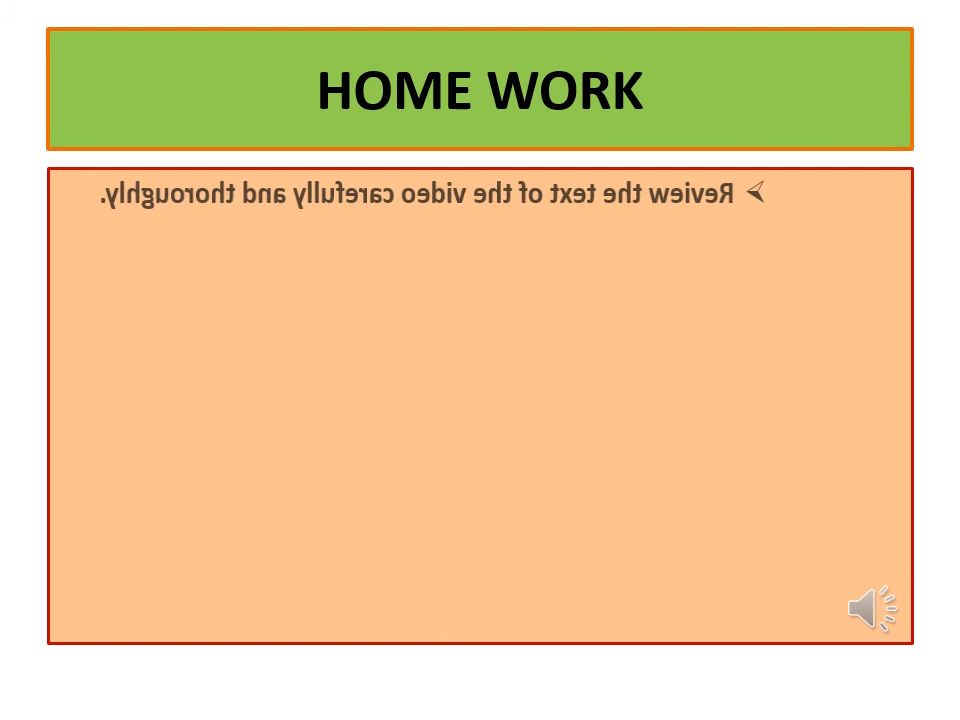 HOME WORK
➢ Review the text of the video carefully and thoroughly.